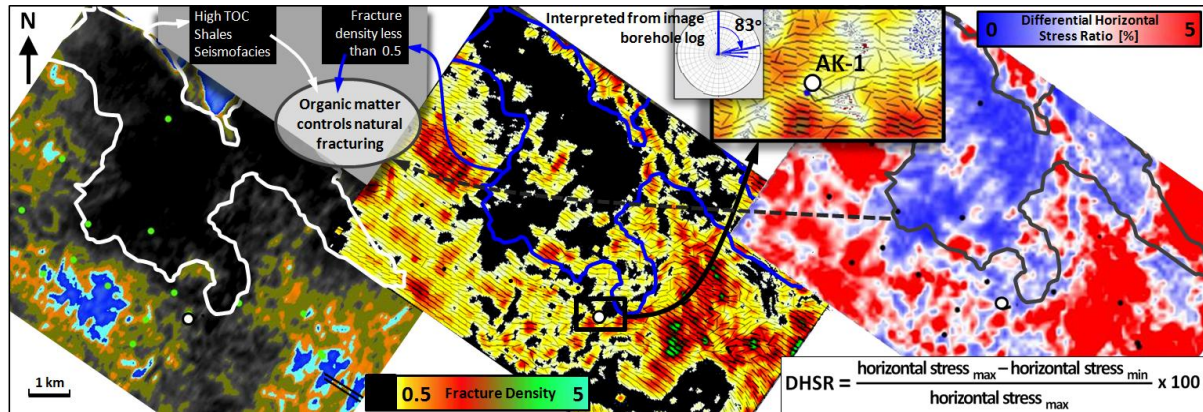 N
High TOC
Shales
Seismofacies
Fracture
density less
than 0.5
Organic matter
controls natural
fracturing
1 km
Interpreted from image
borehole log
83°
AK-1
0.5 Fracture Density 5
0 Differential Horizontal 5
Stress Ratio [%]
DHSR = horizontal stress max – horizontal stress min x 100
horizontal stress max